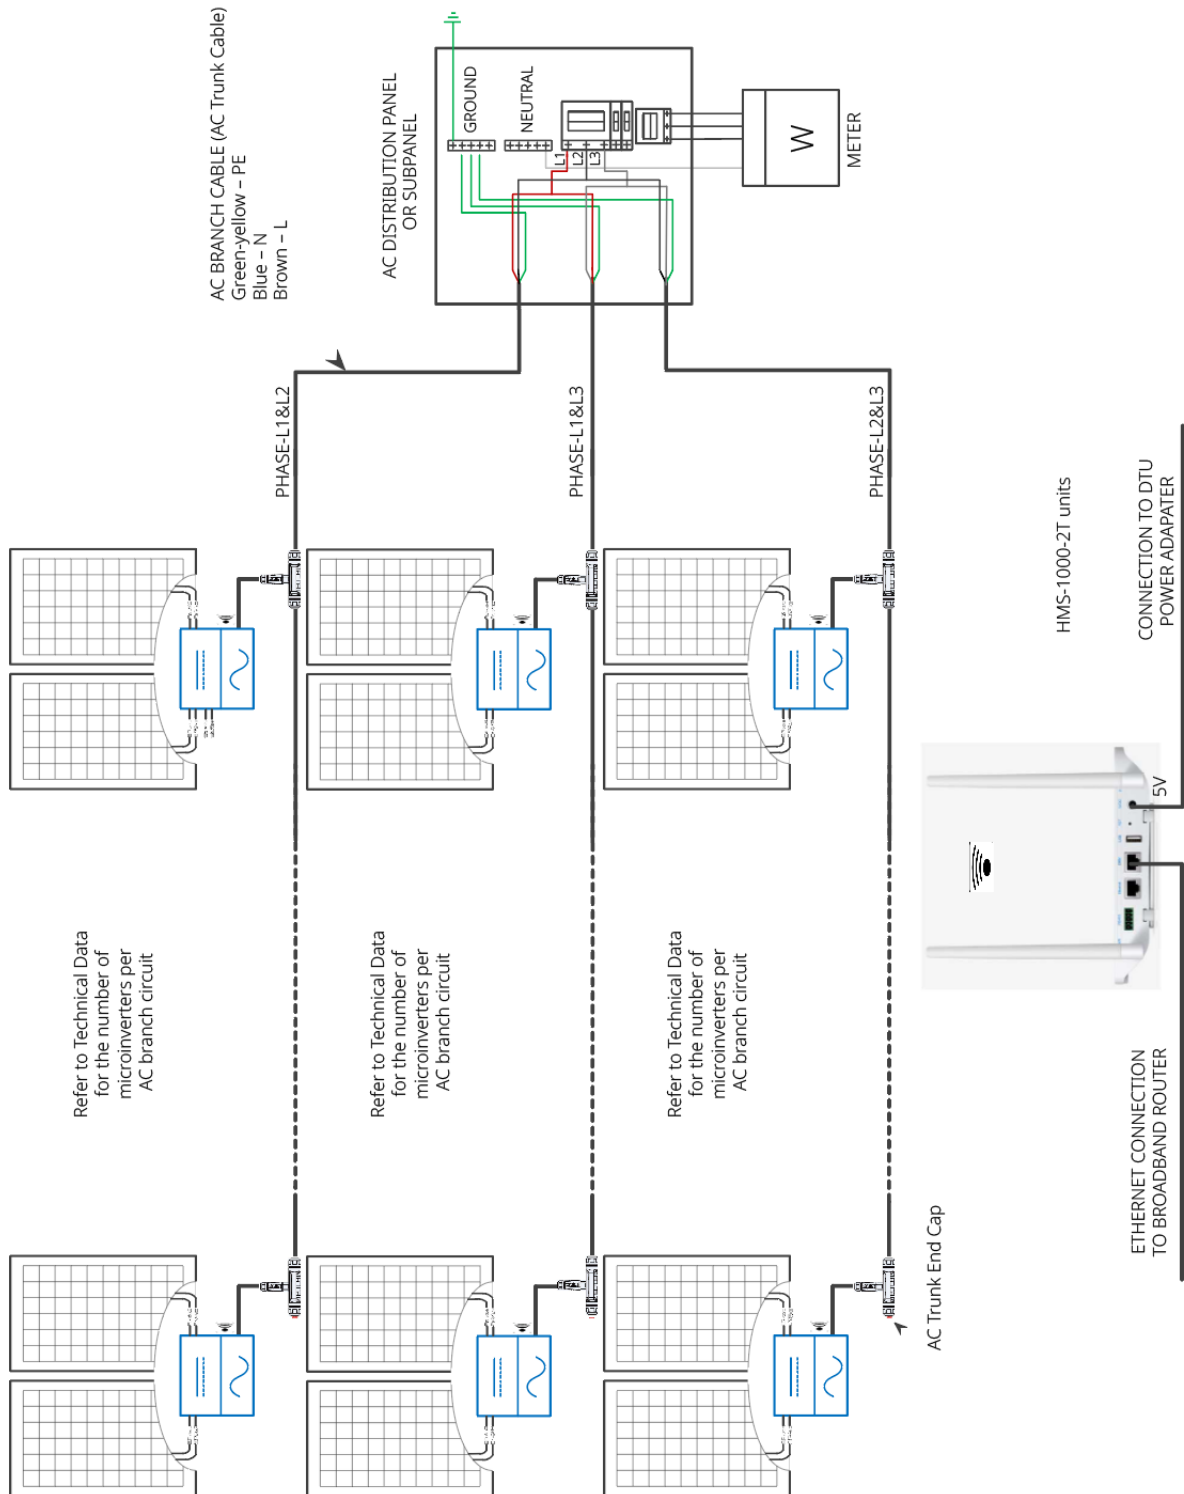 AC BRANCH CABLE (AC Trunk Cable)
Green-yellow – PE
Blue – N
Brown – L
AC DISTRIBUTION PANEL
OR SUBPANEL
GROUND
NEUTRAL
L1
L2
L3
W
METER
PHASE-L1&L2
PHASE-L1&L3
PHASE-L2&L3
Refer to Technical Data
for the number of
microinverters per
AC branch circuit
Refer to Technical Data
for the number of
microinverters per
AC branch circuit
Refer to Technical Data
for the number of
microinverters per
AC branch circuit
HMS-1000-2T units
CONNECTION TO DTU
POWER ADAPATER
5V
ETHERNET CONNECTION
TO BROADBAND ROUTER
AC Trunk End Cap